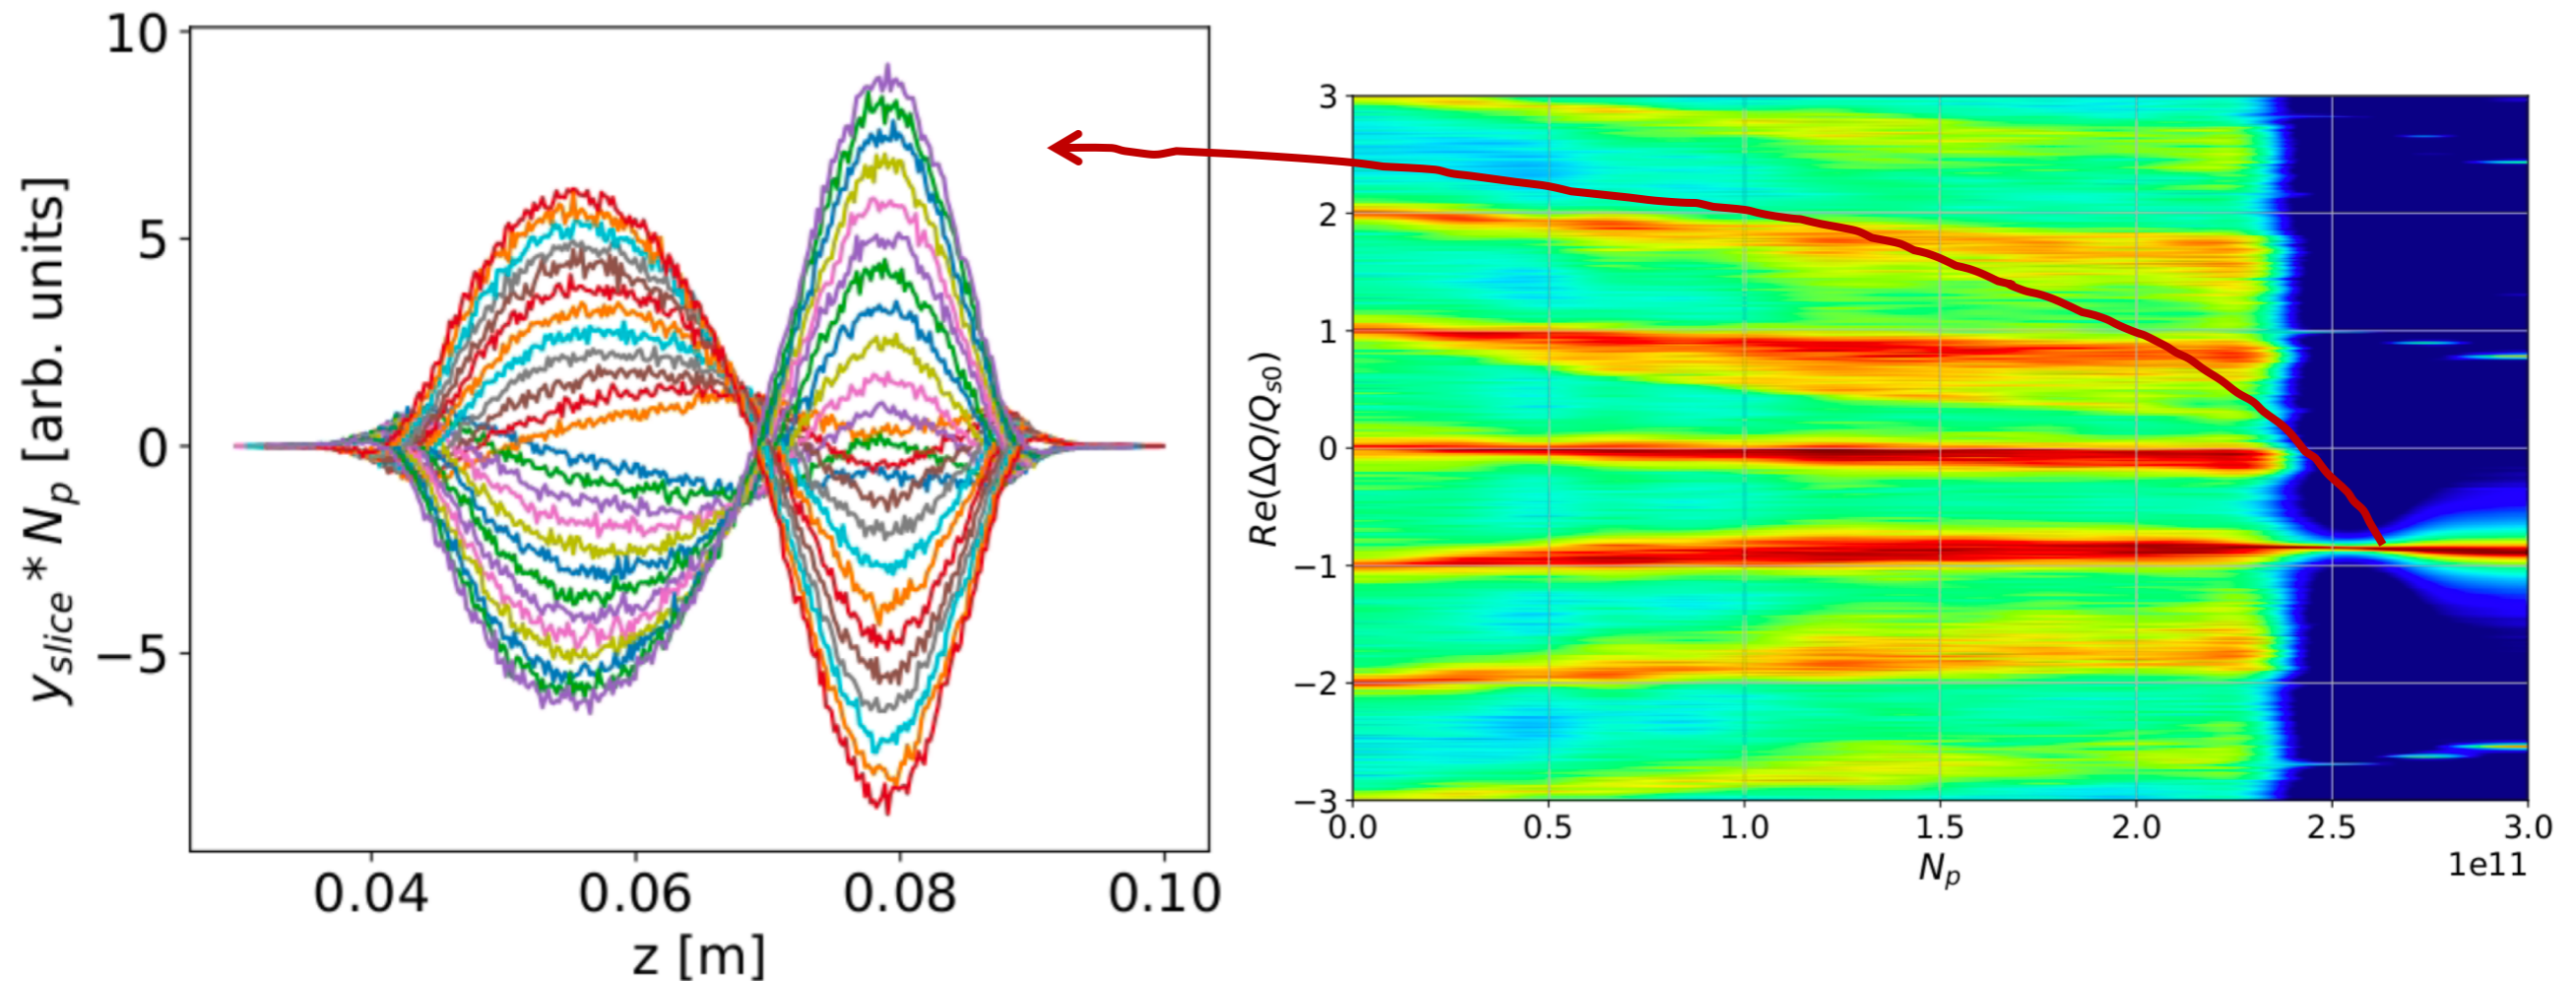 10
5
0
−5
y_slice * N_p [arb. units]
0.04 0.06 0.08 0.10
z [m]
3
2
1
0
−1
−2
−3
Re(ΔQ/Q_s0)
0.0 0.5 1.0 1.5 2.0 2.5 3.0
N_p
1e11